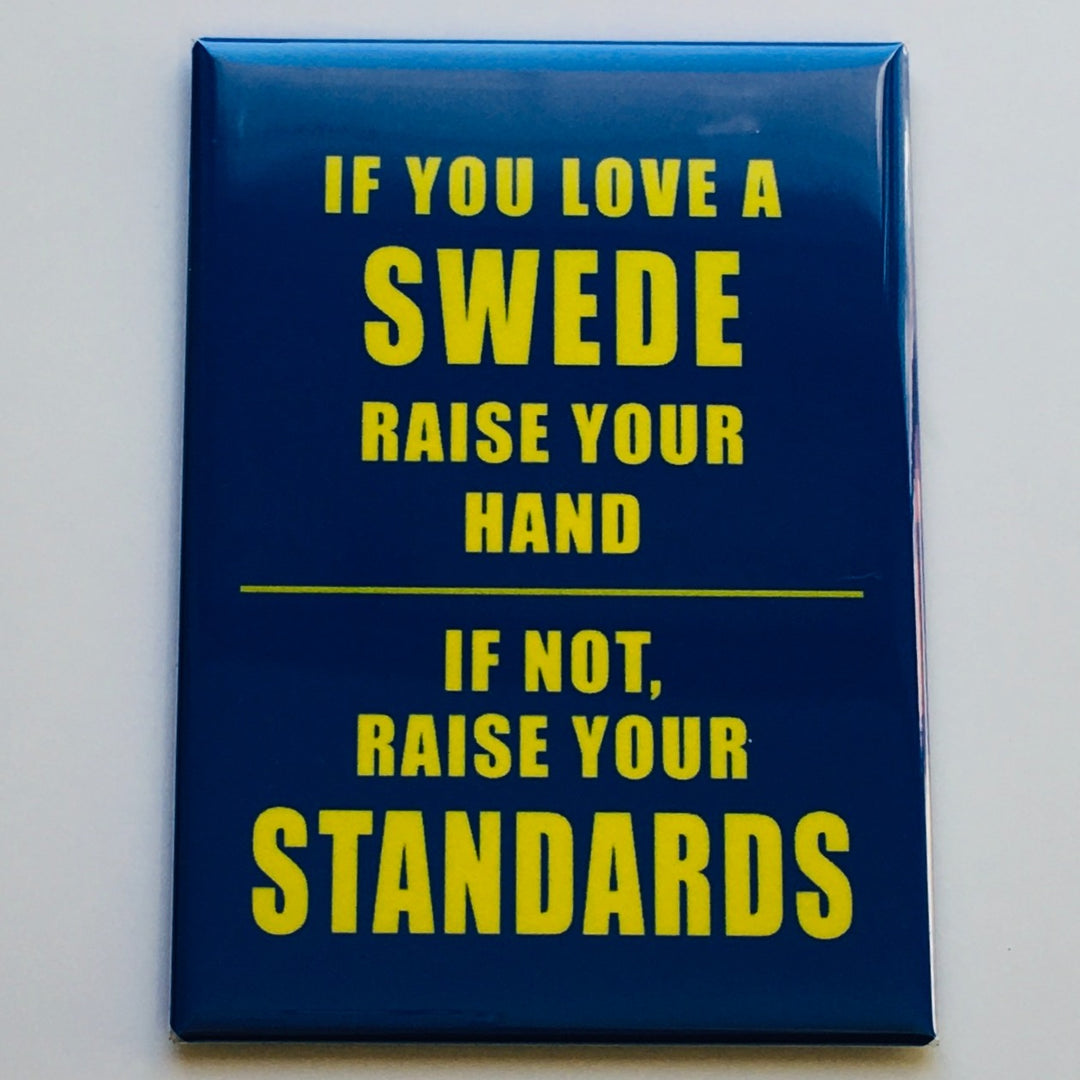 IF YOU LOVE A
SWEDE
RAISE YOUR
HAND
IF NOT,
RAISE YOUR
STANDARDS